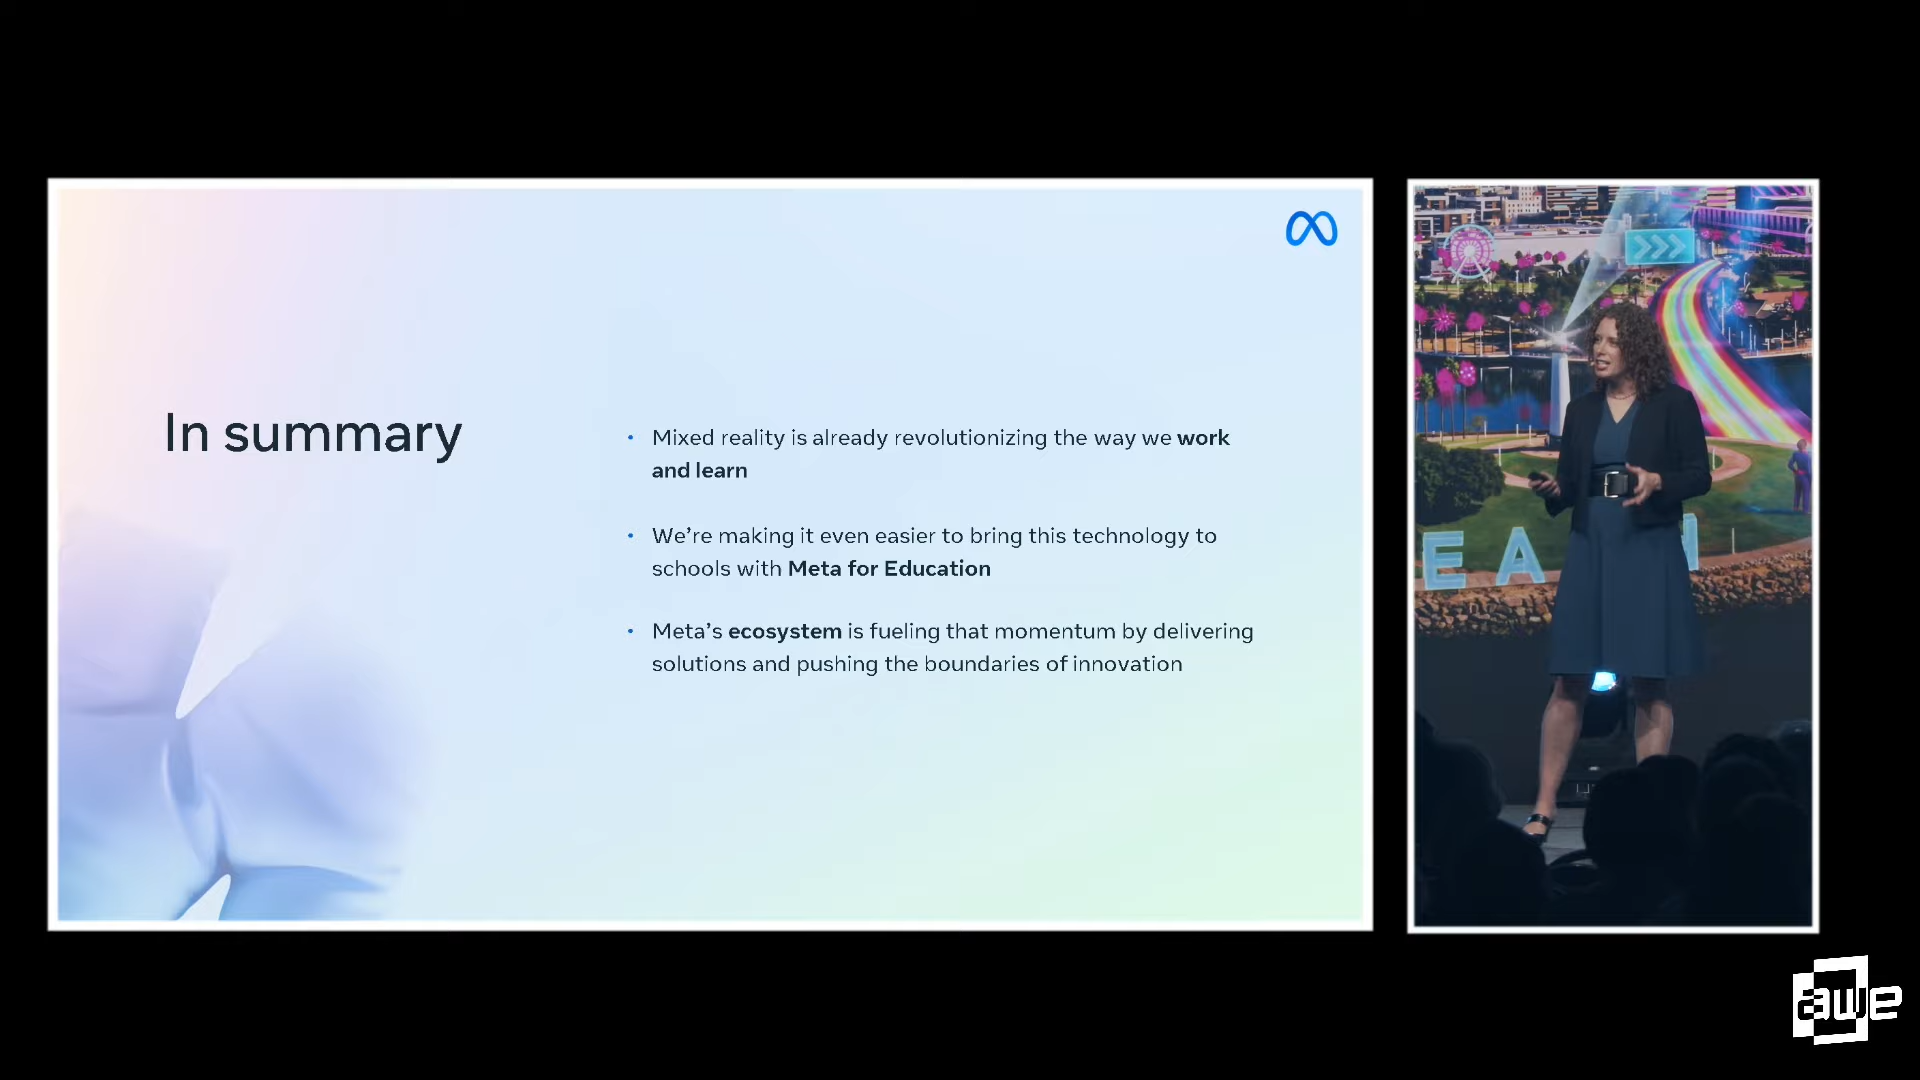 In summary
• Mixed reality is already revolutionizing the way we work
and learn
• We’re making it even easier to bring this technology to
schools with Meta for Education
• Meta’s ecosystem is fueling that momentum by delivering
solutions and pushing the boundaries of innovation
EA
awe